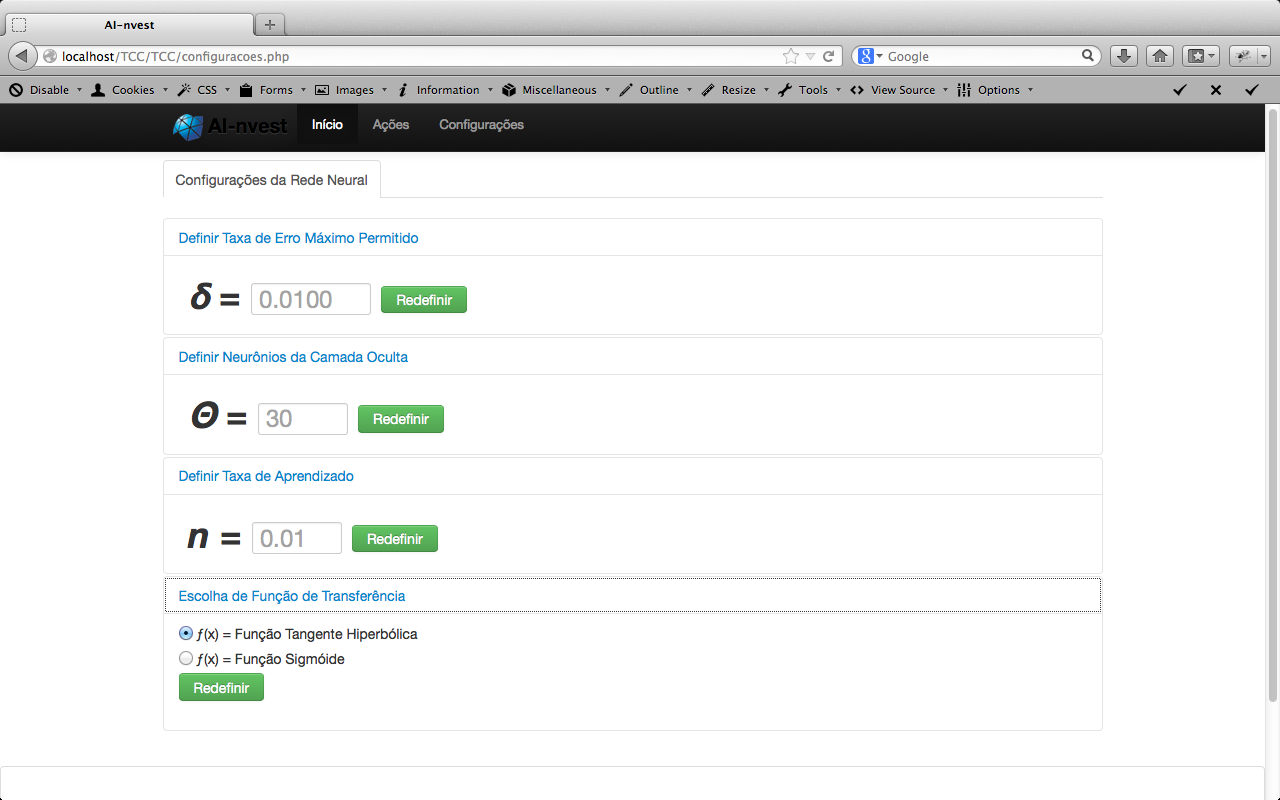 AI-nvest
localhost/TCC/TCC/configuracoes.php
Google
Disable Cookies CSS Forms Images Information Miscellaneous Outline Resize Tools View Source Options
AI-nvest Início Ações Configurações
Configurações da Rede Neural
Definir Taxa de Erro Máximo Permitido
δ = 0.0100 Redefinir
Definir Neurônios da Camada Oculta
Θ = 30 Redefinir
Definir Taxa de Aprendizado
n = 0.01 Redefinir
Escolha de Função de Transferência
ƒ(x) = Função Tangente Hiperbólica
ƒ(x) = Função Sigmóide
Redefinir